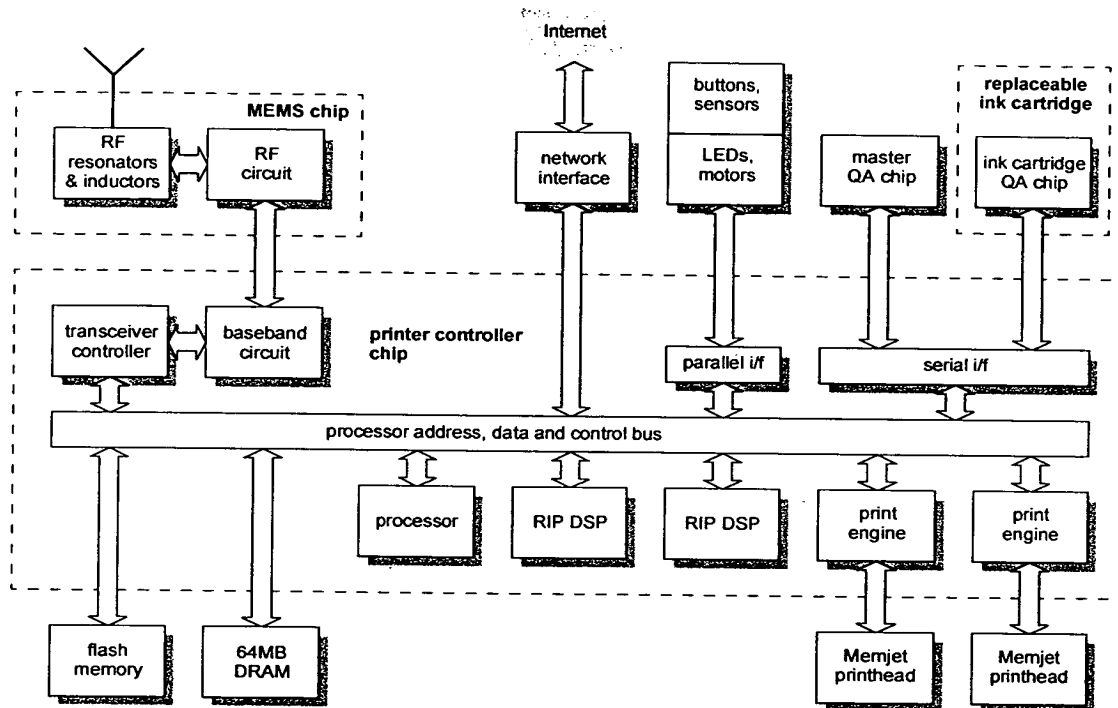 Internet
MEMS chip
RF
resonators
& inductors
RF
circuit
network
interface
buttons,
sensors
LEDs,
motors
master
QA chip
replaceable
ink cartridge
ink cartridge
QA chip
transceiver
controller
baseband
circuit
printer controller
chip
parallel i/f
serial i/f
processor address, data and control bus
processor
RIP DSP
RIP DSP
print
engine
print
engine
flash
memory
64MB
DRAM
Memjet
printhead
Memjet
printhead